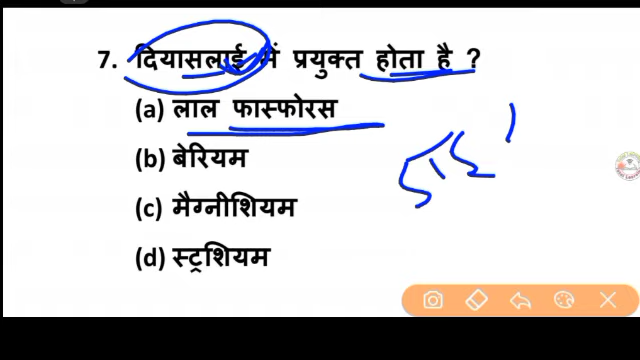 7. दियासलाई में प्रयुक्त होता है ?
(a) लाल फास्फोरस
(b) बेरियम
(c) मैग्नीशियम
(d) स्ट्रशियम